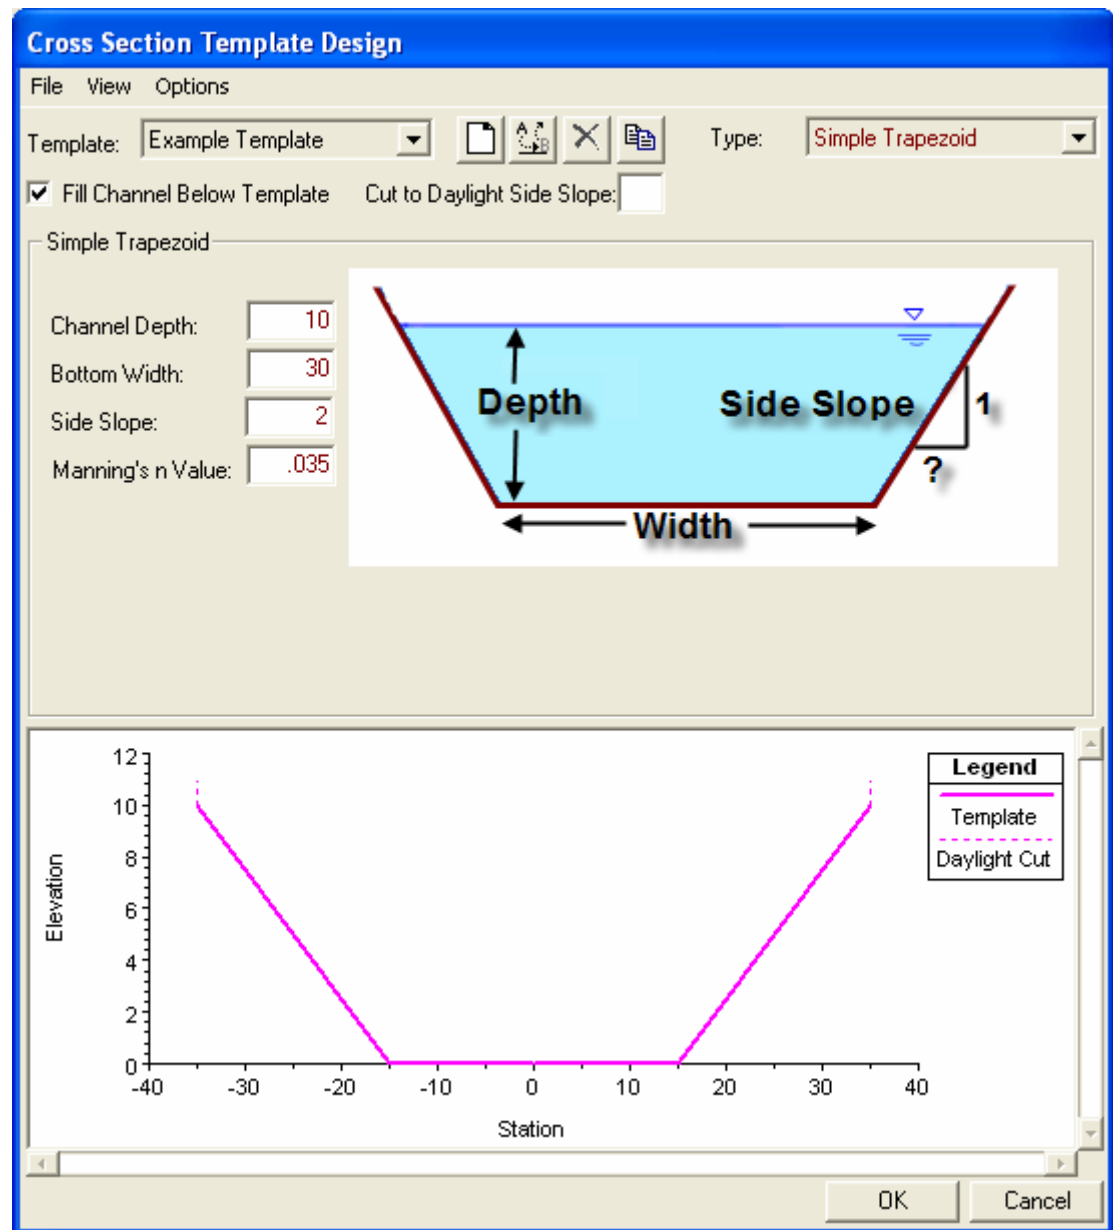 Cross Section Template Design
File View Options
Template: Example Template Type: Simple Trapezoid
Fill Channel Below Template Cut to Daylight Side Slope:
Simple Trapezoid
Channel Depth: 10
Bottom Width: 30
Side Slope: 2
Manning's n Value: .035
Depth
Side Slope
1
?
Width
12
10
8
6
4
2
0
Elevation
-40 -30 -20 -10 0 10 20 30 40
Station
Legend
Template
Daylight Cut
OK Cancel